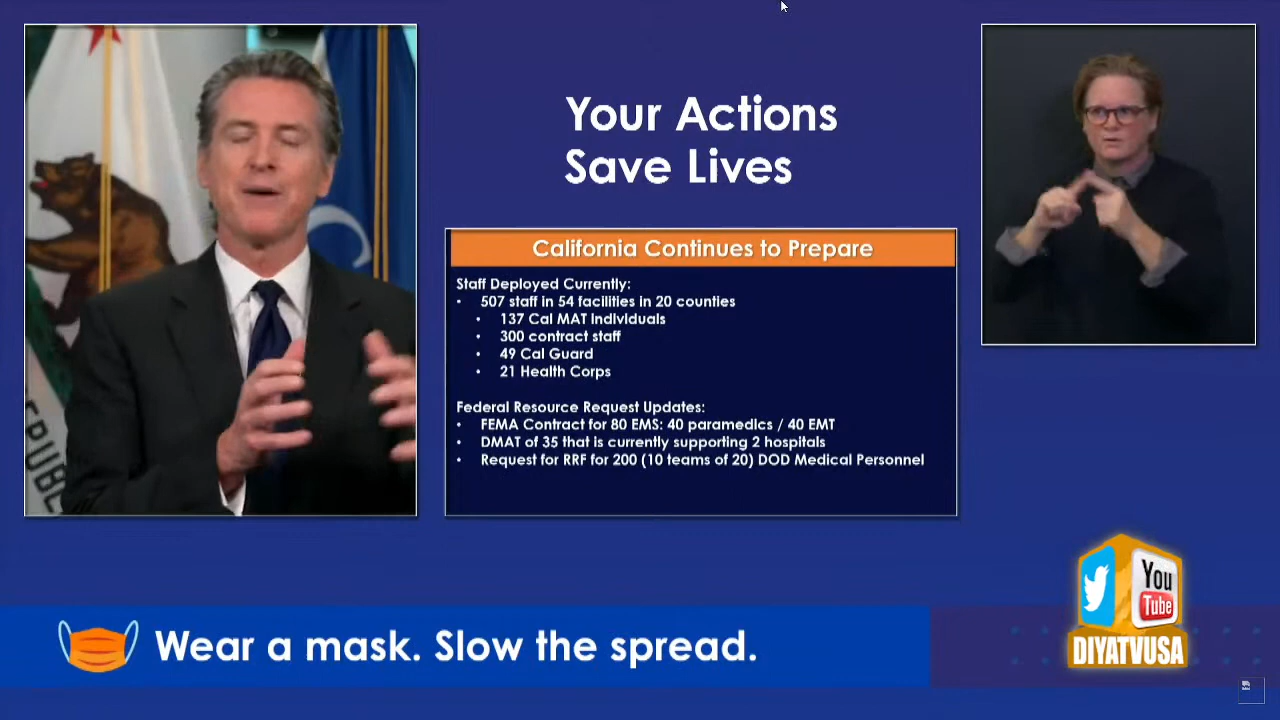 Your Actions
Save Lives
California Continues to Prepare
Staff Deployed Currently:
• 507 staff in 54 facilities in 20 counties
• 137 Cal MAT Individuals
• 300 contract staff
• 49 Cal Guard
• 21 Health Corps
Federal Resource Request Updates:
• FEMA Contract for 80 EMS: 40 paramedics / 40 EMT
• DMAT of 35 that is currently supporting 2 hospitals
• Request for RRF for 200 (10 teams of 20) DOD Medical Personnel
EPUBL
You
Tube
DIYATVUSA
Wear a mask. Slow the spread.